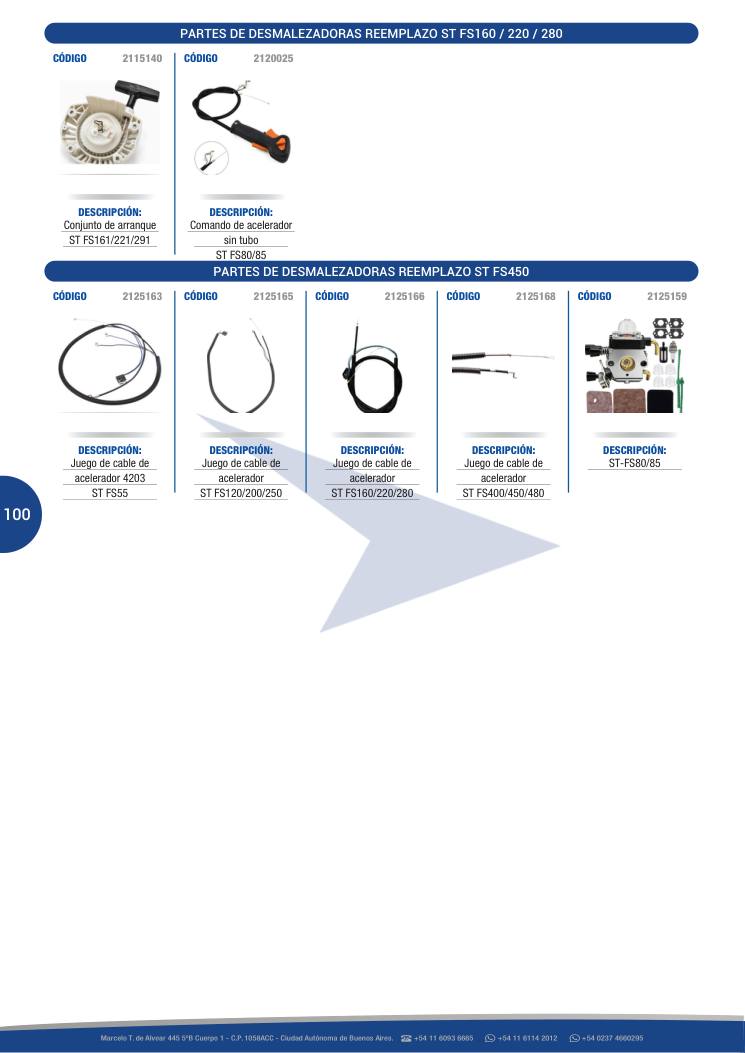 PARTES DE DESMALEZADORAS REEMPLAZO ST FS160 / 220 / 280
CÓDIGO 2115140
DESCRIPCIÓN:
Conjunto de arranque
ST FS161/221/291
CÓDIGO 2120025
DESCRIPCIÓN:
Comando de acelerador
sin tubo
ST FS80/85
PARTES DE DESMALEZADORAS REEMPLAZO ST FS450
CÓDIGO 2125163
DESCRIPCIÓN:
Juego de cable de
acelerador 4203
ST FS55
CÓDIGO 2125165
DESCRIPCIÓN:
Juego de cable de
acelerador
ST FS120/200/250
CÓDIGO 2125166
DESCRIPCIÓN:
Juego de cable de
acelerador
ST FS160/220/280
CÓDIGO 2125168
DESCRIPCIÓN:
Juego de cable de
acelerador
ST FS400/450/480
CÓDIGO 2125159
DESCRIPCIÓN:
ST-FS80/85
100
Marcelo T. de Alvear 445 5ºB Cuerpo 1 - C.P. 1058ACC - Ciudad Autónoma de Buenos Aires. +54 11 6093 6665 +54 11 6114 2012 +54 0237 4660295